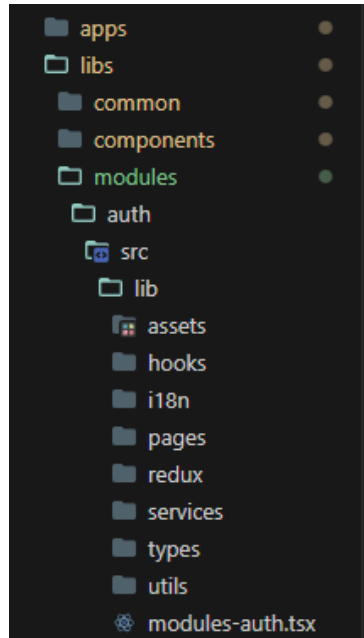 apps
libs
common
components
modules
auth
src
lib
assets
hooks
i18n
pages
redux
services
types
utils
modules-auth.tsx